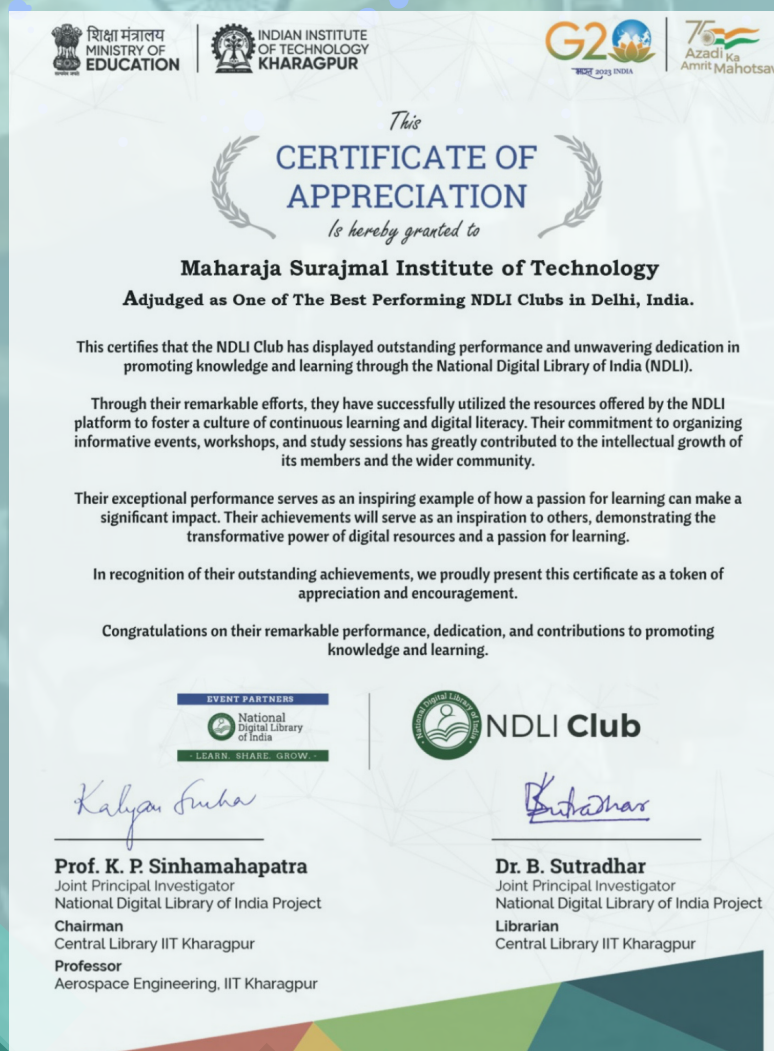 शिक्षा मंत्रालय
MINISTRY OF
EDUCATION
INDIAN INSTITUTE
OF TECHNOLOGY
KHARAGPUR
G20
भारत 2023 INDIA
75
Azadi Ka
Amrit Mahotsav
This
CERTIFICATE OF
APPRECIATION
Is hereby granted to
Maharaja Surajmal Institute of Technology
Adjudged as One of The Best Performing NDLI Clubs in Delhi, India.
This certifies that the NDLI Club has displayed outstanding performance and unwavering dedication in
promoting knowledge and learning through the National Digital Library of India (NDLI).
Through their remarkable efforts, they have successfully utilized the resources offered by the NDLI
platform to foster a culture of continuous learning and digital literacy. Their commitment to organizing
informative events, workshops, and study sessions has greatly contributed to the intellectual growth of
its members and the wider community.
Their exceptional performance serves as an inspiring example of how a passion for learning can make a
significant impact. Their achievements will serve as an inspiration to others, demonstrating the
transformative power of digital resources and a passion for learning.
In recognition of their outstanding achievements, we proudly present this certificate as a token of
appreciation and encouragement.
Congratulations on their remarkable performance, dedication, and contributions to promoting
knowledge and learning.
EVENT PARTNERS
National
Digital Library
of India
- LEARN. SHARE. GROW. -
National Digital Library of India
NDLI Club
Kalyan Sinha
BSutradhar
Prof. K. P. Sinhamahapatra
Joint Principal Investigator
National Digital Library of India Project
Chairman
Central Library IIT Kharagpur
Professor
Aerospace Engineering, IIT Kharagpur
Dr. B. Sutradhar
Joint Principal Investigator
National Digital Library of India Project
Librarian
Central Library IIT Kharagpur